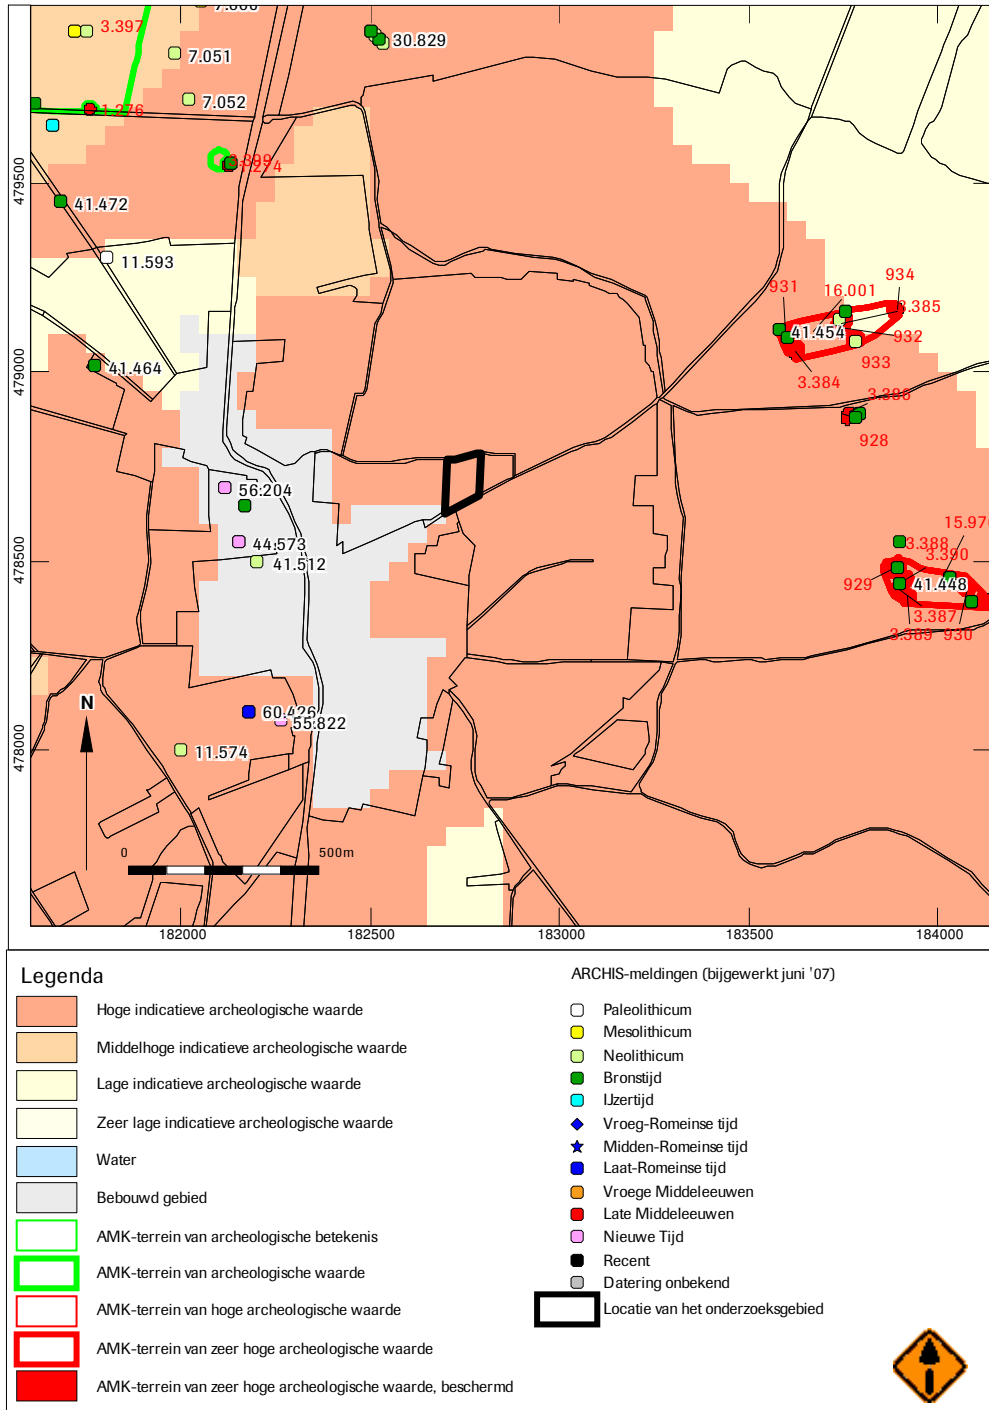 3.397
7.051
30.829
7.052
1.276
3.399
41.472
11.593
934
931
16.001
3.385
41.454
932
933
3.384
41.464
3.386
928
56.204
44.573
41.512
15.970
3.388
3.390
929
41.448
3.387
3.389
930
60.426
55.822
11.574
N
0
500m
479500
479000
478500
478000
182000
182500
183000
183500
184000
Legenda
Hoge indicatieve archeologische waarde
Middelhoge indicatieve archeologische waarde
Lage indicatieve archeologische waarde
Zeer lage indicatieve archeologische waarde
Water
Bebouwd gebied
AMK-terrein van archeologische betekenis
AMK-terrein van archeologische waarde
AMK-terrein van hoge archeologische waarde
AMK-terrein van zeer hoge archeologische waarde
AMK-terrein van zeer hoge archeologische waarde, beschermd
ARCHIS-meldingen (bijgewerkt juni '07)
Paleolithicum
Mesolithicum
Neolithicum
Bronstijd
IJzertijd
Vroeg-Romeinse tijd
Midden-Romeinse tijd
Laat-Romeinse tijd
Vroege Middeleeuwen
Late Middeleeuwen
Nieuwe Tijd
Recent
Datering onbekend
Locatie van het onderzoeksgebied